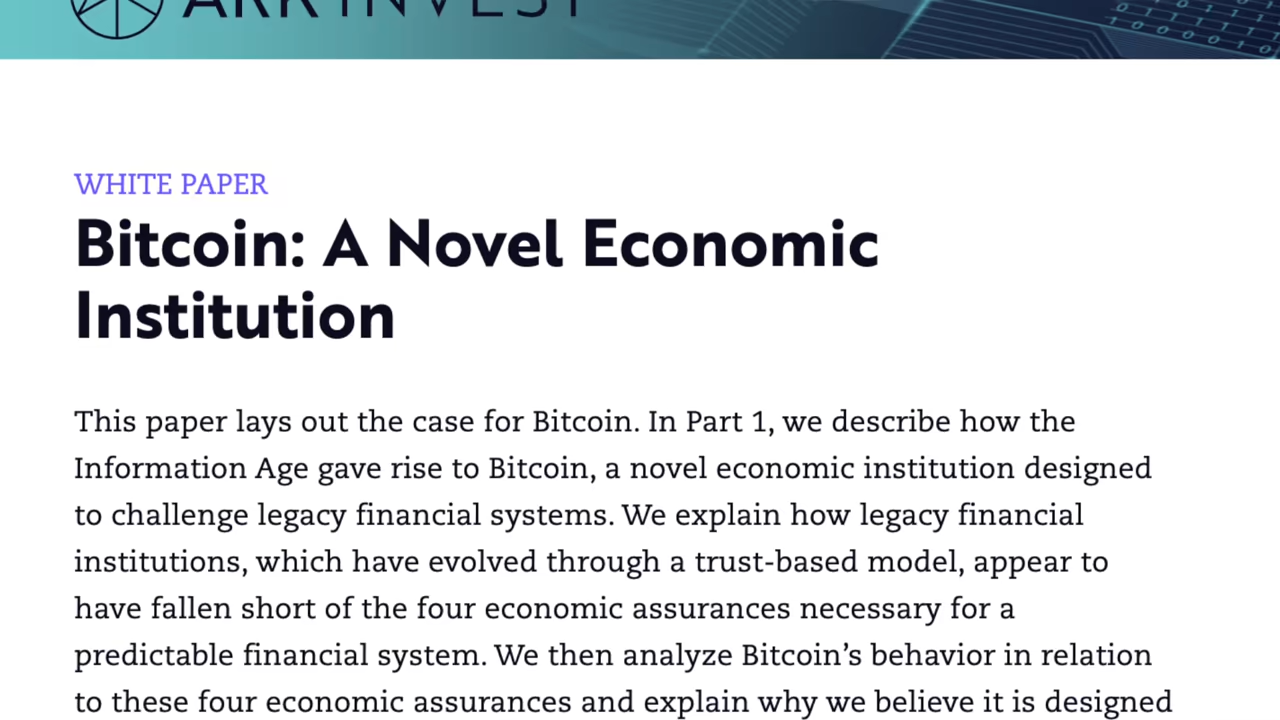 ARK INVEST
WHITE PAPER
Bitcoin: A Novel Economic
Institution
This paper lays out the case for Bitcoin. In Part 1, we describe how the
Information Age gave rise to Bitcoin, a novel economic institution designed
to challenge legacy financial systems. We explain how legacy financial
institutions, which have evolved through a trust-based model, appear to
have fallen short of the four economic assurances necessary for a
predictable financial system. We then analyze Bitcoin’s behavior in relation
to these four economic assurances and explain why we believe it is designed